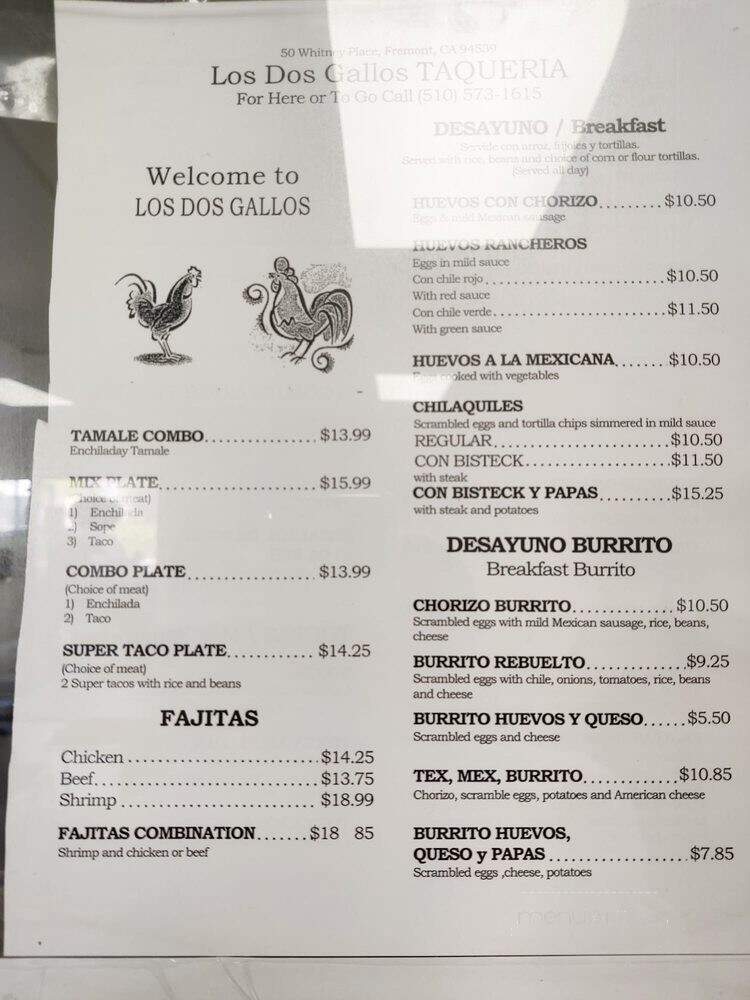 50 Whitney Place, Fremont, CA 94539
Los Dos Gallos TAQUERIA
For Here or To Go Call (510) 573-1615
Welcome to
LOS DOS GALLOS
TAMALE COMBO.................. $13.99
Enchiladay Tamale
MIX PLATE....................... $15.99
(Choice of meat)
1) Enchilada
2) Sope
3) Taco
COMBO PLATE.................... $13.99
(Choice of meat)
1) Enchilada
2) Taco
SUPER TACO PLATE............. $14.25
(Choice of meat)
2 Super tacos with rice and beans
FAJITAS
Chicken ............................. $14.25
Beef................................... $13.75
Shrimp .............................. $18.99
FAJITAS COMBINATION....... $18 85
Shrimp and chicken or beef
DESAYUNO / Breakfast
Servido con arroz, frijoles y tortillas.
Served with rice, beans and choice of corn or flour tortillas.
(Served all day)
HUEVOS CON CHORIZO......... $10.50
Eggs & mild Mexican sausage
HUEVOS RANCHEROS
Eggs in mild sauce
Con chile rojo .......................... $10.50
With red sauce
Con chile verde......................... $11.50
With green sauce
HUEVOS A LA MEXICANA....... $10.50
Eggs cooked with vegetables
CHILAQUILES
Scrambled eggs and tortilla chips simmered in mild sauce
REGULAR.......................... $10.50
CON BISTECK...................... $11.50
with steak
CON BISTECK Y PAPAS .......... $15.25
with steak and potatoes
DESAYUNO BURRITO
Breakfast Burrito
CHORIZO BURRITO.............. $10.50
Scrambled eggs with mild Mexican sausage, rice, beans,
cheese
BURRITO REBUELTO............. $9.25
Scrambled eggs with chile, onions, tomatoes, rice, beans
and cheese
BURRITO HUEVOS Y QUESO...... $5.50
Scrambled eggs and cheese
TEX, MEX, BURRITO............. $10.85
Chorizo, scramble eggs, potatoes and American cheese
BURRITO HUEVOS,
QUESO y PAPAS .................... $7.85
Scrambled eggs ,cheese, potatoes